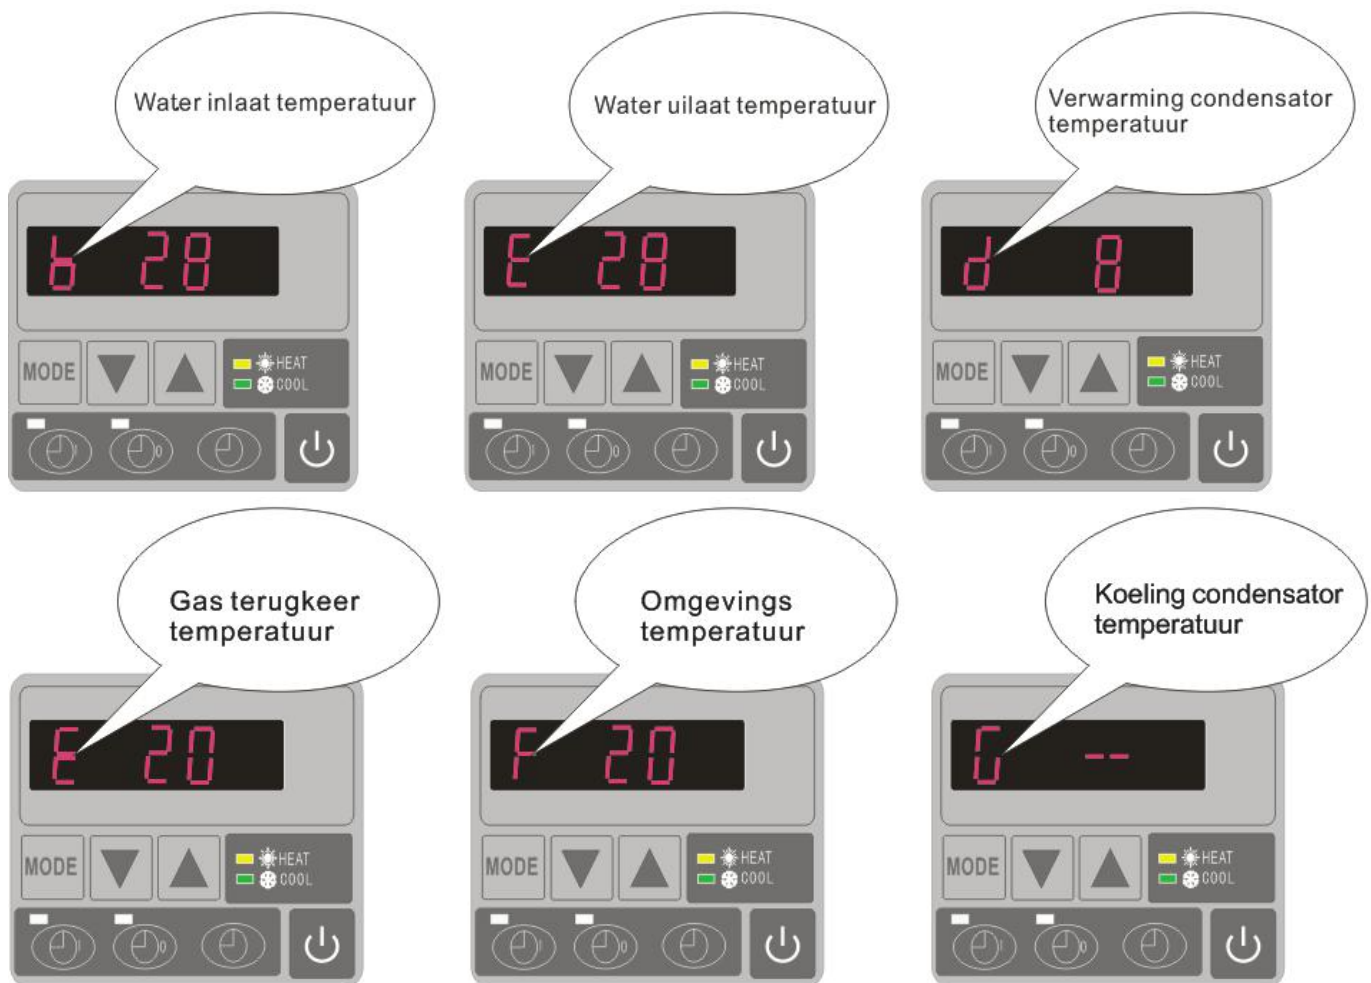 Water inlaat temperatuur
Water uilaat temperatuur
Verwarming condensator
temperatuur
b 28
E 28
d 8
MODE
HEAT
COOL
MODE
HEAT
COOL
MODE
HEAT
COOL
Gas terugkeer
temperatuur
Omgevings
temperatuur
Koeling condensator
temperatuur
E 20
F 20
G --
MODE
HEAT
COOL
MODE
HEAT
COOL
MODE
HEAT
COOL